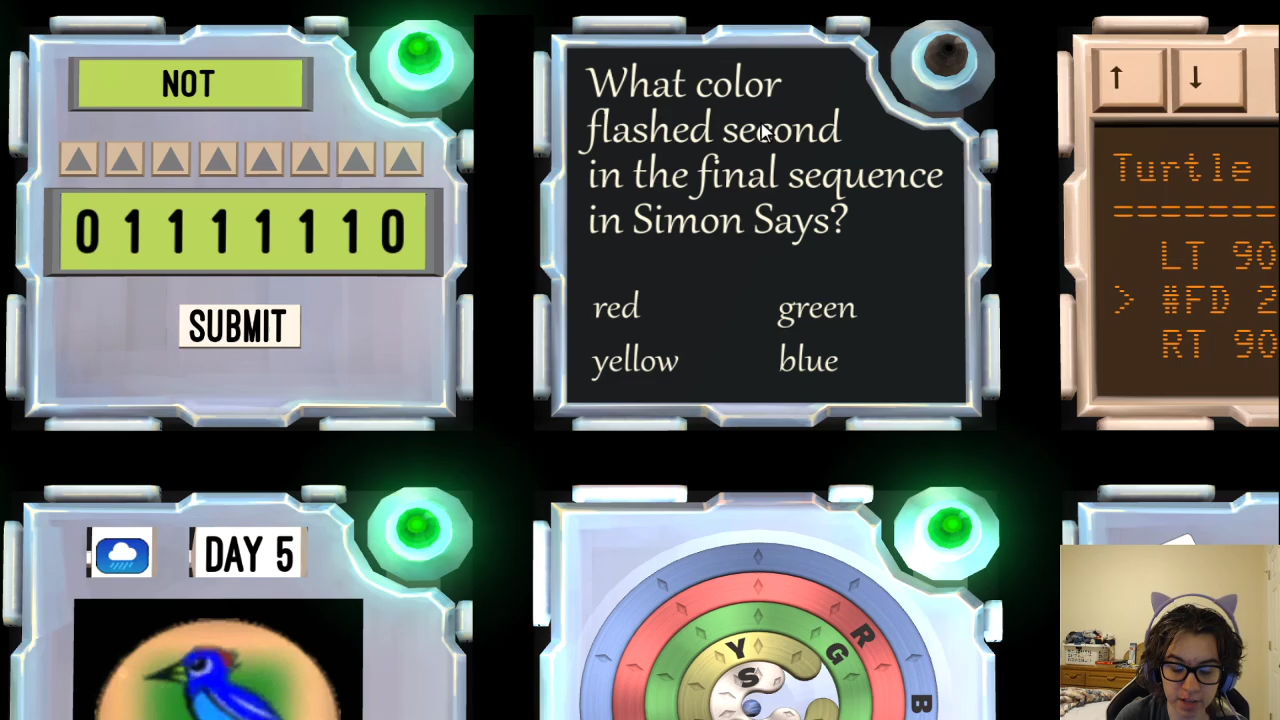 NOT
0 1 1 1 1 1 1 0
SUBMIT
What color
flashed second
in the final sequence
in Simon Says?
red green
yellow blue
↑ ↓
Turtle
=======
LT 90
> #FD 2
RT 90
DAY 5
R
G
Y
S
B